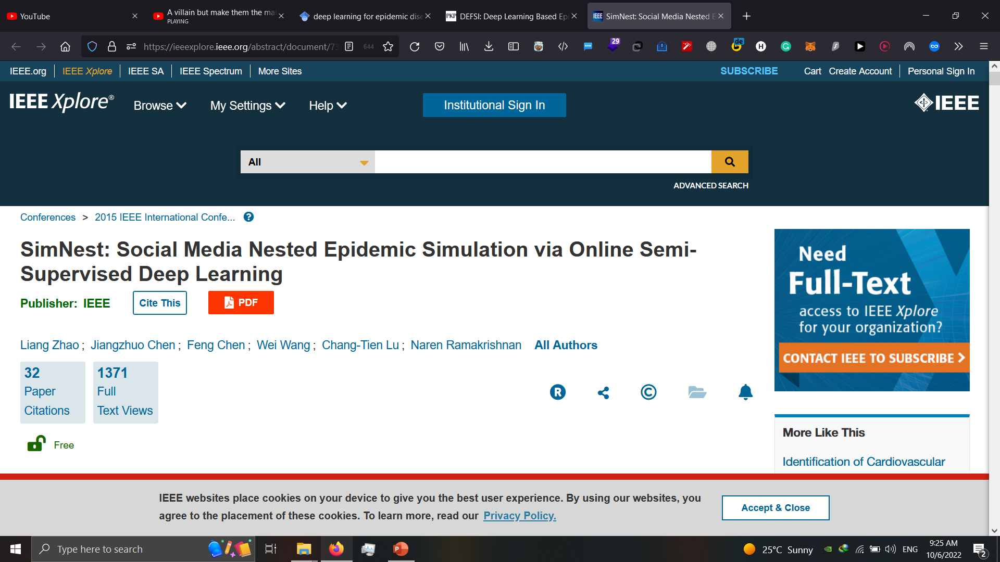 YouTube
A villain but make them the mai
PLAYING
deep learning for epidemic dise
DEFSI: Deep Learning Based Epi
SimNest: Social Media Nested E
https://ieeexplore.ieee.org/abstract/document/73
644
29
de
IEEE.org
IEEE Xplore
IEEE SA
IEEE Spectrum
More Sites
SUBSCRIBE
Cart
Create Account
Personal Sign In
IEEE Xplore®
Browse
My Settings
Help
Institutional Sign In
IEEE
All
ADVANCED SEARCH
Conferences > 2015 IEEE International Confe...
SimNest: Social Media Nested Epidemic Simulation via Online Semi-
Supervised Deep Learning
Publisher: IEEE
Cite This
PDF
Liang Zhao ; Jiangzhuo Chen ; Feng Chen ; Wei Wang ; Chang-Tien Lu ; Naren Ramakrishnan All Authors
32
Paper
Citations
1371
Full
Text Views
Free
Need
Full-Text
access to IEEE Xplore
for your organization?
CONTACT IEEE TO SUBSCRIBE >
More Like This
Identification of Cardiovascular
IEEE websites place cookies on your device to give you the best user experience. By using our websites, you
agree to the placement of these cookies. To learn more, read our Privacy Policy.
Accept & Close
Type here to search
25°C Sunny
ENG
9:25 AM
10/6/2022
2